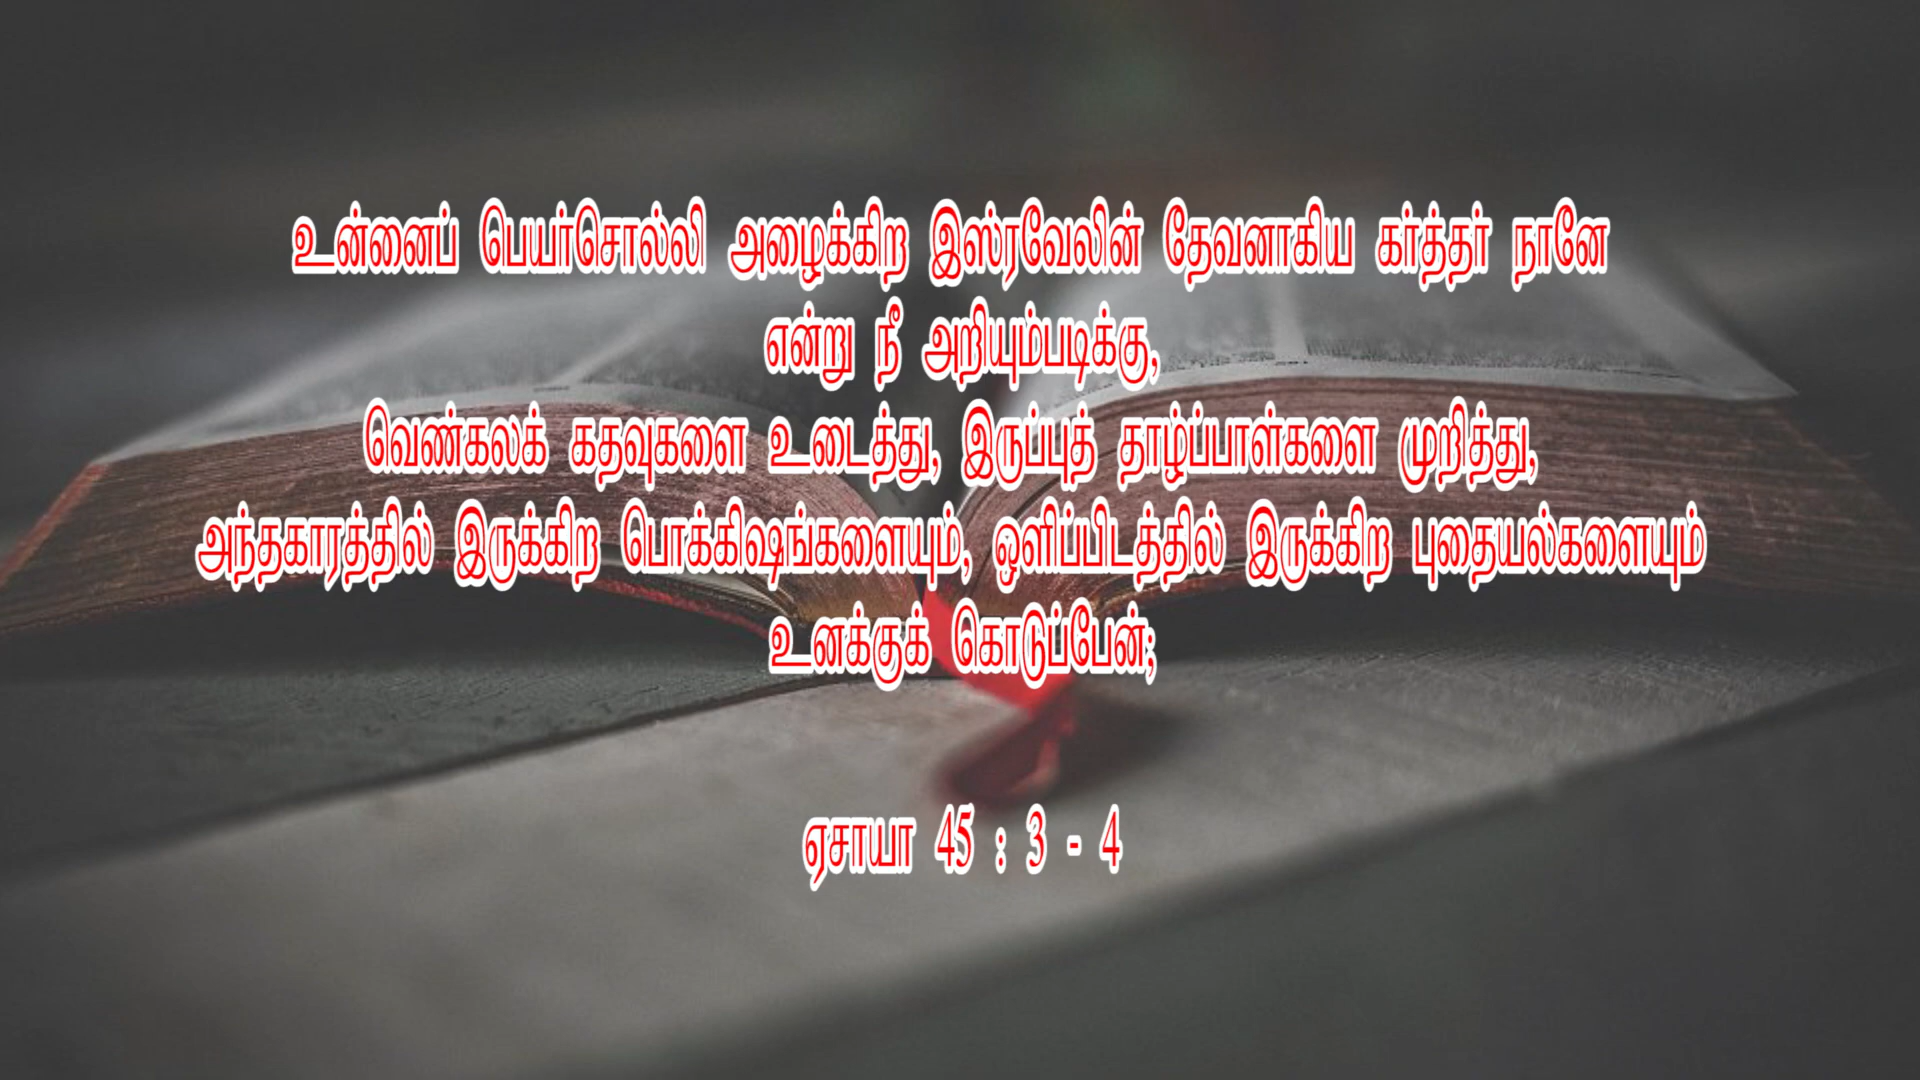 உன்னைப் பெயர்சொல்லி அழைக்கிற இஸ்ரவேலின் தேவனாகிய கர்த்தர் நானே
என்று நீ அறியும்படிக்கு,
வெண்கலக் கதவுகளை உடைத்து, இருப்புத் தாழ்ப்பாள்களை முறித்து,
அந்தகாரத்தில் இருக்கிற பொக்கிஷங்களையும், ஒளிப்பிடத்தில் இருக்கிற புதையல்களையும்
உனக்குக் கொடுப்பேன்;
ஏசாயா 45 : 3 - 4